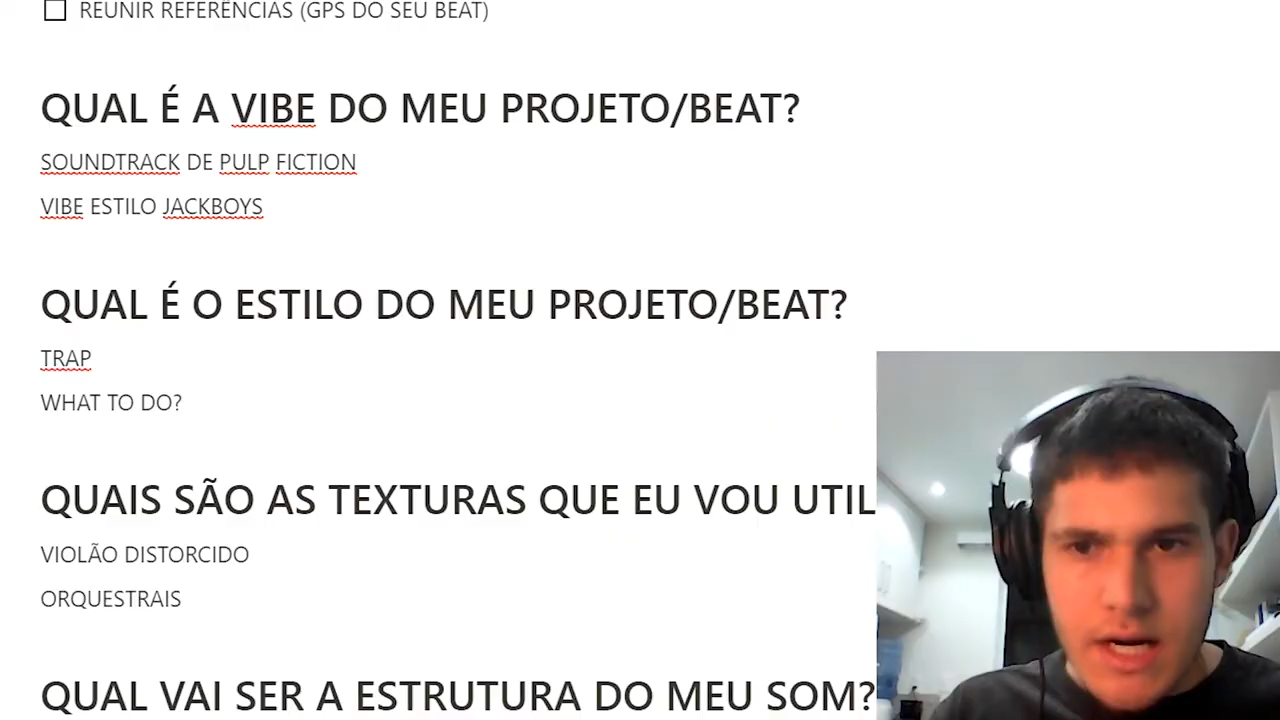 REUNIR REFERÊNCIAS (GPS DO SEU BEAT)
QUAL É A VIBE DO MEU PROJETO/BEAT?
SOUNDTRACK DE PULP FICTION
VIBE ESTILO JACKBOYS
QUAL É O ESTILO DO MEU PROJETO/BEAT?
TRAP
WHAT TO DO?
QUAIS SÃO AS TEXTURAS QUE EU VOU UTIL
VIOLÃO DISTORCIDO
ORQUESTRAIS
QUAL VAI SER A ESTRUTURA DO MEU SOM?